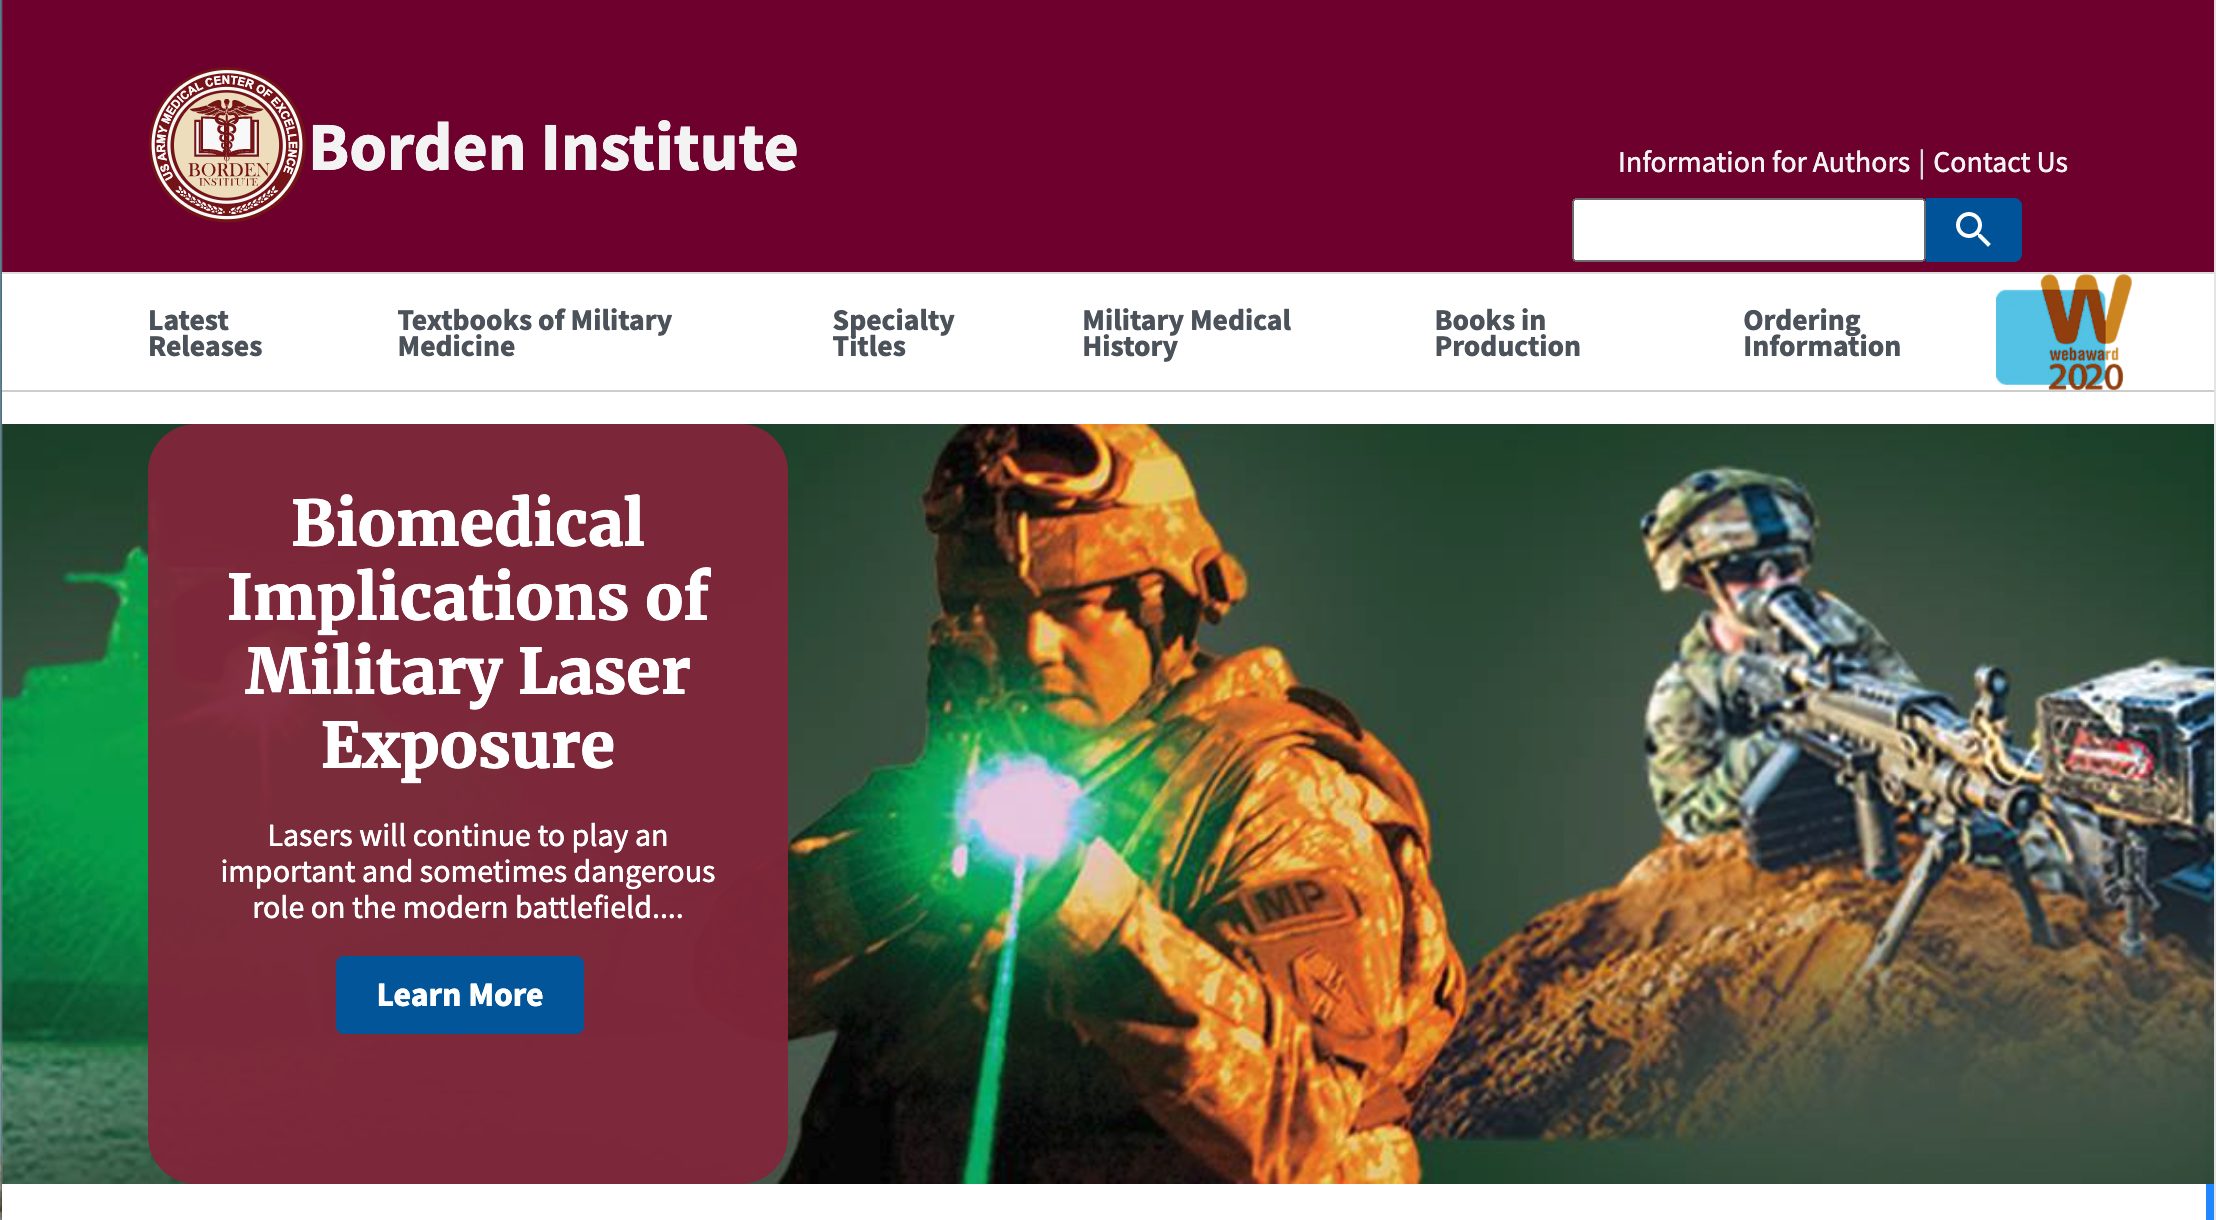 US ARMY MEDICAL CENTER OF EXCELLENCE
BORDEN
INSTITUTE
Borden Institute
Information for Authors | Contact Us
Latest
Releases
Textbooks of Military
Medicine
Specialty
Titles
Military Medical
History
Books in
Production
Ordering
Information
W
webaward
2020
Biomedical
Implications of
Military Laser
Exposure
Lasers will continue to play an
important and sometimes dangerous
role on the modern battlefield....
Learn More
MP